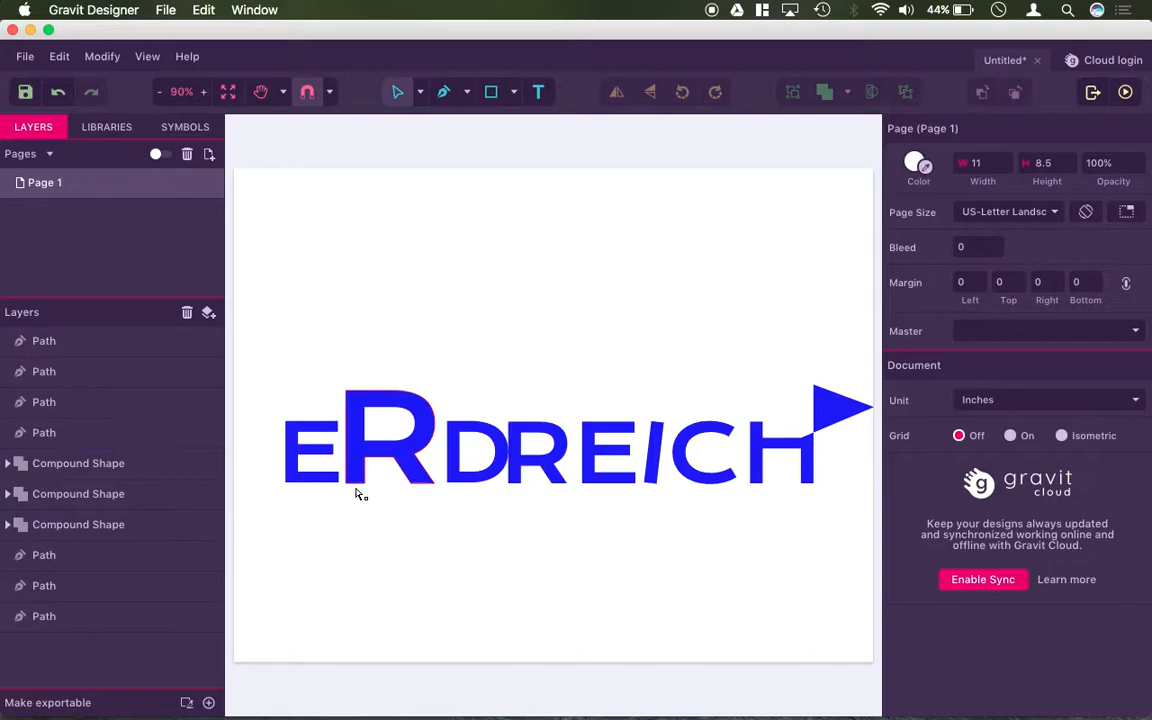 Gravit Designer File Edit Window 44%
File Edit Modify View Help Untitled* Cloud login
- 90% + T
LAYERS LIBRARIES SYMBOLS
Pages
Page 1
Layers
Path
Path
Path
Path
Compound Shape
Compound Shape
Compound Shape
Path
Path
Path
Make exportable
ERDREICH
Page (Page 1)
W 11 H 8.5 100%
Color Width Height Opacity
Page Size US-Letter Landsc
Bleed 0
Margin 0 0 0 0
Left Top Right Bottom
Master
Document
Unit Inches
Grid Off On Isometric
gravit
cloud
Keep your designs always updated
and synchronized working online and
offline with Gravit Cloud.
Enable Sync Learn more